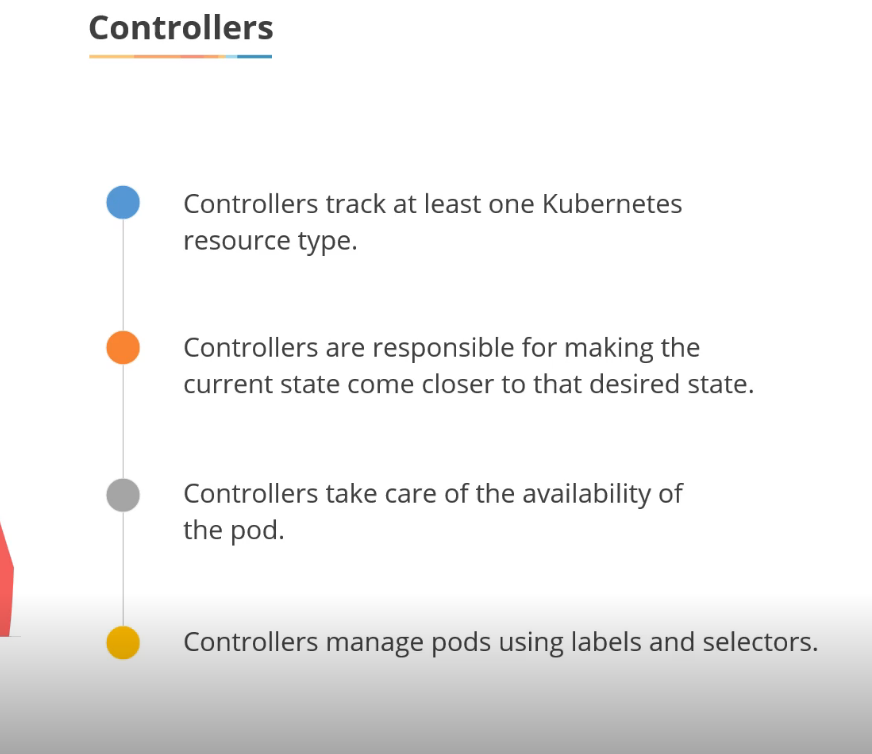 Controllers
Controllers track at least one Kubernetes
resource type.
Controllers are responsible for making the
current state come closer to that desired state.
Controllers take care of the availability of
the pod.
Controllers manage pods using labels and selectors.